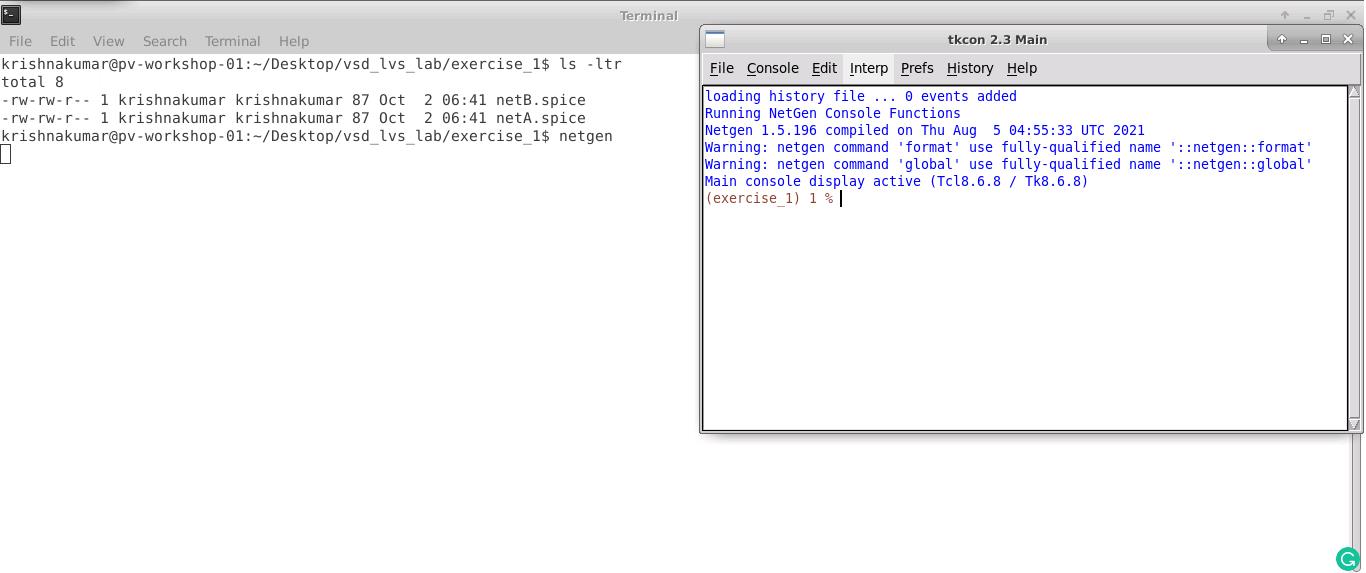 Terminal
File Edit View Search Terminal Help
krishnakumar@pv-workshop-01:~/Desktop/vsd_lvs_lab/exercise_1$ ls -ltr
total 8
-rw-rw-r-- 1 krishnakumar krishnakumar 87 Oct  2 06:41 netB.spice
-rw-rw-r-- 1 krishnakumar krishnakumar 87 Oct  2 06:41 netA.spice
krishnakumar@pv-workshop-01:~/Desktop/vsd_lvs_lab/exercise_1$ netgen
tkcon 2.3 Main
File Console Edit Interp Prefs History Help
loading history file ... 0 events added
Running NetGen Console Functions
Netgen 1.5.196 compiled on Thu Aug  5 04:55:33 UTC 2021
Warning: netgen command 'format' use fully-qualified name '::netgen::format'
Warning: netgen command 'global' use fully-qualified name '::netgen::global'
Main console display active (Tcl8.6.8 / Tk8.6.8)
(exercise_1) 1 %